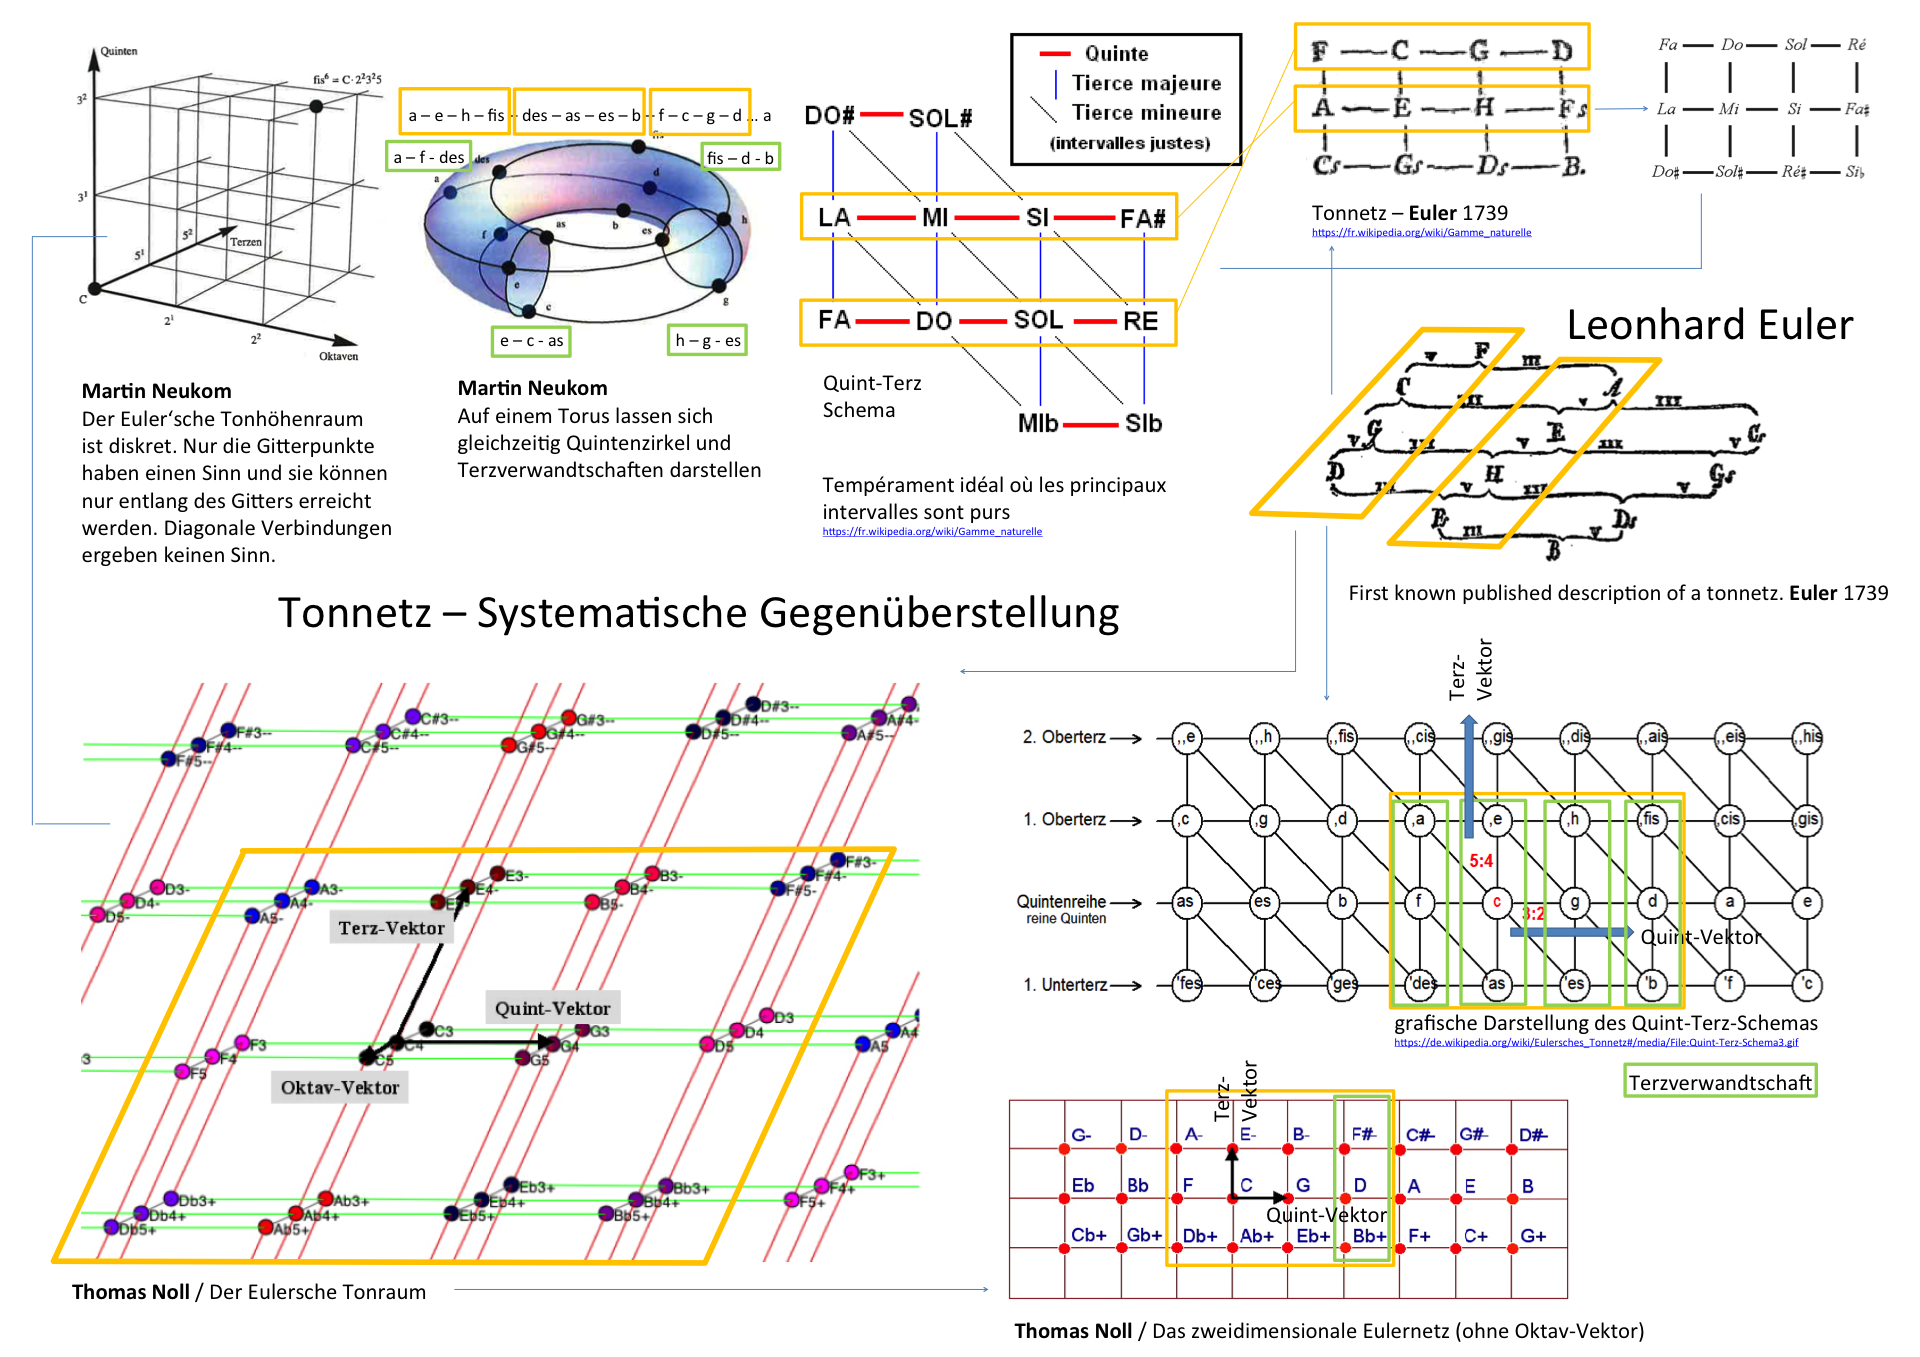 Quinten
fis⁶ = C·2²3²5
3²
3¹
5²
5¹
Terzen
C
2¹
2²
Oktaven
Martin Neukom
Der Euler‘sche Tonhöhenraum
ist diskret. Nur die Gitterpunkte
haben einen Sinn und sie können
nur entlang des Gitters erreicht
werden. Diagonale Verbindungen
ergeben keinen Sinn.
a – e – h – fis – des – as – es – b – f – c – g – d … a
a – f - des
fis – d - b
des
fis
a
d
h
f
as
b
es
e
c
g
e – c - as
h – g - es
Martin Neukom
Auf einem Torus lassen sich
gleichzeitig Quintenzirkel und
Terzverwandtschaften darstellen
Quinte
Tierce majeure
Tierce mineure
(intervalles justes)
DO# SOL#
LA MI SI FA#
FA DO SOL RE
MIb SIb
Quint-Terz
Schema
Tempérament idéal où les principaux
intervalles sont purs
https://fr.wikipedia.org/wiki/Gamme_naturelle
F C G D
A E H Fs
Cs Gs Ds B.
Tonnetz – Euler 1739
https://fr.wikipedia.org/wiki/Gamme_naturelle
Fa Do Sol Ré
La Mi Si Fa♯
Do♯ Sol♯ Ré♯ Si♭
Leonhard Euler
v F III
C A
III v III
G E Cs
v III v III v
D H Gs
III v III v
Fs Ds
III v
B
First known published description of a tonnetz. Euler 1739
Tonnetz – Systematische Gegenüberstellung
F#3-- C#3-- G#3-- D#3--
F#4-- C#4-- G#4-- D#4-- A#4-
F#5-- C#5-- G#5-- D#5-- A#5--
D3- A3- E3- B3- F#3-
D4- A4- E4- B4- F#4-
D5- A5- B5- F#5-
Terz-Vektor
Quint-Vektor
3 F3 C3 G3 D3
F4 C4 G4 D4 A4
F5 C5 G5 D5 A5
Oktav-Vektor
Db3+ Ab3+ Eb3+ Bb3+ F3+
Db4+ Ab4+ Eb4+ Bb4+ F4+
Db5+ Ab5+ Eb5+ Bb5+ F5+
Thomas Noll / Der Eulersche Tonraum
Terz-
Vektor
2. Oberterz ,,e ,,h ,,fis ,,cis ,,gis ,,dis ,,ais ,,eis ,,his
1. Oberterz ,c ,g ,d ,a ,e ,h ,fis ,cis ,gis
5:4
Quintenreihe as es b f c g d a e
reine Quinten
3:2
Quint-Vektor
1. Unterterz 'fes 'ces 'ges 'des 'as 'es 'b 'f 'c
grafische Darstellung des Quint-Terz-Schemas
https://de.wikipedia.org/wiki/Eulersches_Tonnetz#/media/File:Quint-Terz-Schema3.gif
Terzverwandtschaft
Terz-
Vektor
G- D- A- E- B- F#- C#- G#- D#-
Eb Bb F C G D A E B
Quint-Vektor
Cb+ Gb+ Db+ Ab+ Eb+ Bb+ F+ C+ G+
Thomas Noll / Das zweidimensionale Eulernetz (ohne Oktav-Vektor)